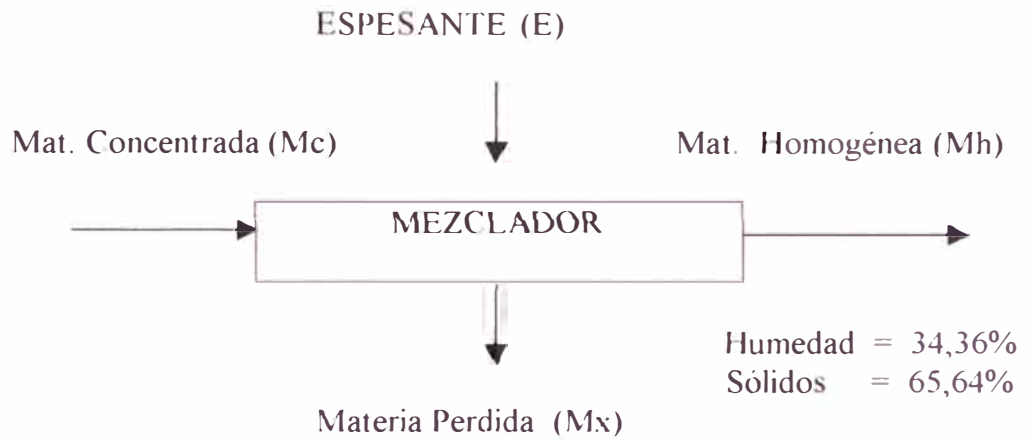 ESPESANTE (E)
Mat. Concentrada (Mc)
Mat. Homogénea (Mh)
MEZCLADOR
Humedad = 34,36%
Sólidos = 65,64%
Materia Perdida (Mx)